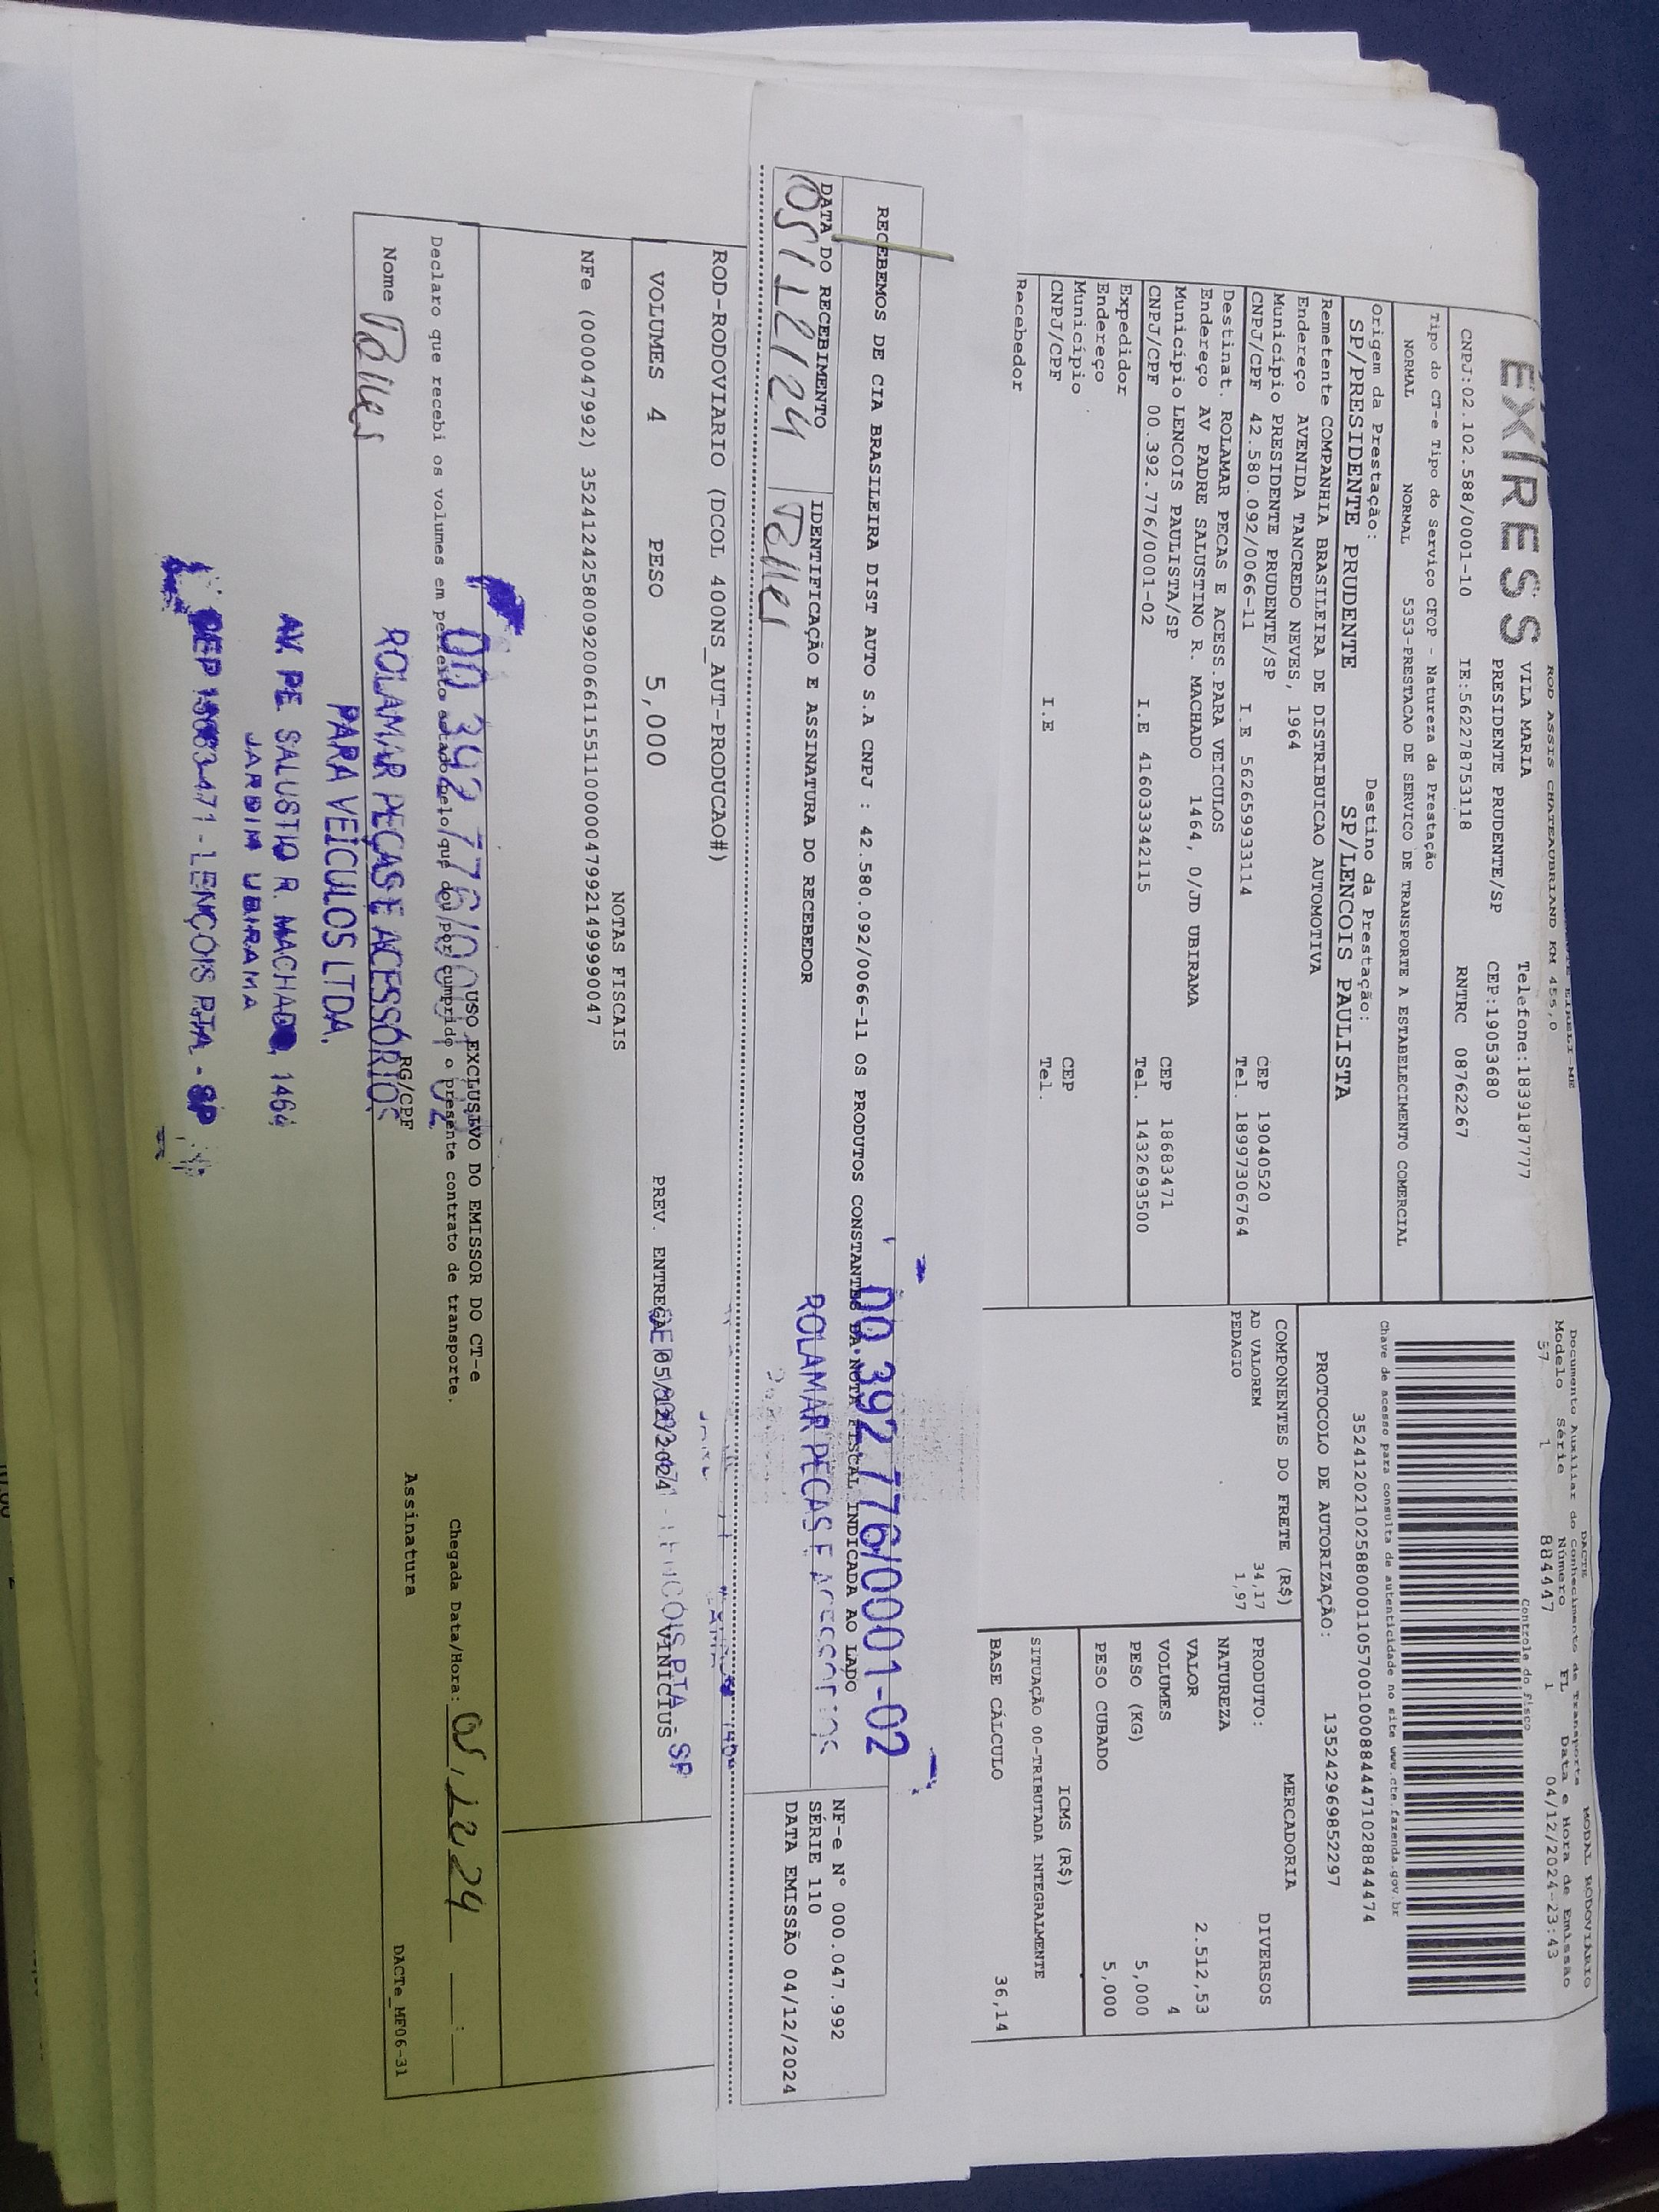 EXPRESS
ROD ASSIS CHATEAUBRIAND KM 455,0
VILA MARIA Telefone:1839187777
PRESIDENTE PRUDENTE/SP CEP:19053680
CNPJ:02.102.588/0001-10 IE:562278753118 RNTRC 08762267
Tipo do CT-e Tipo do Serviço CFOP - Natureza da Prestação
NORMAL NORMAL 5353-PRESTACAO DE SERVICO DE TRANSPORTE A ESTABELECIMENTO COMERCIAL
Origem da Prestação: Destino da Prestação:
SP/PRESIDENTE PRUDENTE SP/LENCOIS PAULISTA
Remetente COMPANHIA BRASILEIRA DE DISTRIBUICAO AUTOMOTIVA
Endereço AVENIDA TANCREDO NEVES, 1964
Município PRESIDENTE PRUDENTE/SP CEP 19040520
CNPJ/CPF 42.580.092/0066-11 I.E 562659933114 Tel. 18997306764
Destinat. ROLAMAR PECAS E ACESS.PARA VEICULOS
Endereço AV PADRE SALUSTINO R. MACHADO 1464, 0/JD UBIRAMA
Município LENCOIS PAULISTA/SP CEP 18683471
CNPJ/CPF 00.392.776/0001-02 I.E 416033342115 Tel. 1432693500
Expedidor
Endereço
Município CEP
CNPJ/CPF I.E Tel.
Recebedor
MODAL RODOVIÁRIO
DACTE
Documento Auxiliar do Conhecimento de Transporte
Modelo Série Número FL Data e Hora de Emissão
57 1 884447 1 04/12/2024-23:43
Controle do Fisco
Chave de acesso para consulta de autenticidade no site www.cte.fazenda.gov.br
35241202102588000110570010008844471028844474
PROTOCOLO DE AUTORIZAÇÃO: 135242969852297
COMPONENTES DO FRETE (R$)
AD VALOREM 34,17
PEDAGIO 1,97
MERCADORIA
PRODUTO: DIVERSOS
NATUREZA
VALOR 2.512,53
VOLUMES 4
PESO (KG) 5,000
PESO CUBADO 5,000
ICMS (R$)
SITUAÇÃO 00-TRIBUTADA INTEGRALMENTE
BASE CÁLCULO 36,14
RECEBEMOS DE CIA BRASILEIRA DIST AUTO S.A CNPJ : 42.580.092/0066-11 OS PRODUTOS CONSTANTES DA NOTA FISCAL INDICADA AO LADO
DATA DO RECEBIMENTO IDENTIFICAÇÃO E ASSINATURA DO RECEBEDOR
05/12/24
00 392 776/0001-02
ROLAMAR PEÇAS E ACESSÓRIOS
NF-e N° 000.047.992
SÉRIE 110
DATA EMISSÃO 04/12/2024
ROD-RODOVIARIO (DCOL 400NS_AUT-PRODUCAO#)
VOLUMES 4 PESO 5,000 PREV. ENTREGA 05/12/2024 VINICIUS
LENÇÓIS PTA SP
NOTAS FISCAIS
NFe (000047992) 35241242580092006611551100000479921499990047
USO EXCLUSIVO DO EMISSOR DO CT-e
Declaro que recebi os volumes em perfeito estado pelo que dou por cumprido o presente contrato de transporte.
Chegada Data/Hora: 05/12/24 __:__
Nome RG/CPF Assinatura
DACTe_MF06-31
00 392 776/0001 02
ROLAMAR PEÇAS E ACESSÓRIOS
PARA VEÍCULOS LTDA.
AV. PE SALUSTIO R. MACHADO, 1464
JARDIM UBIRAMA
LENÇÓIS PTA - SP